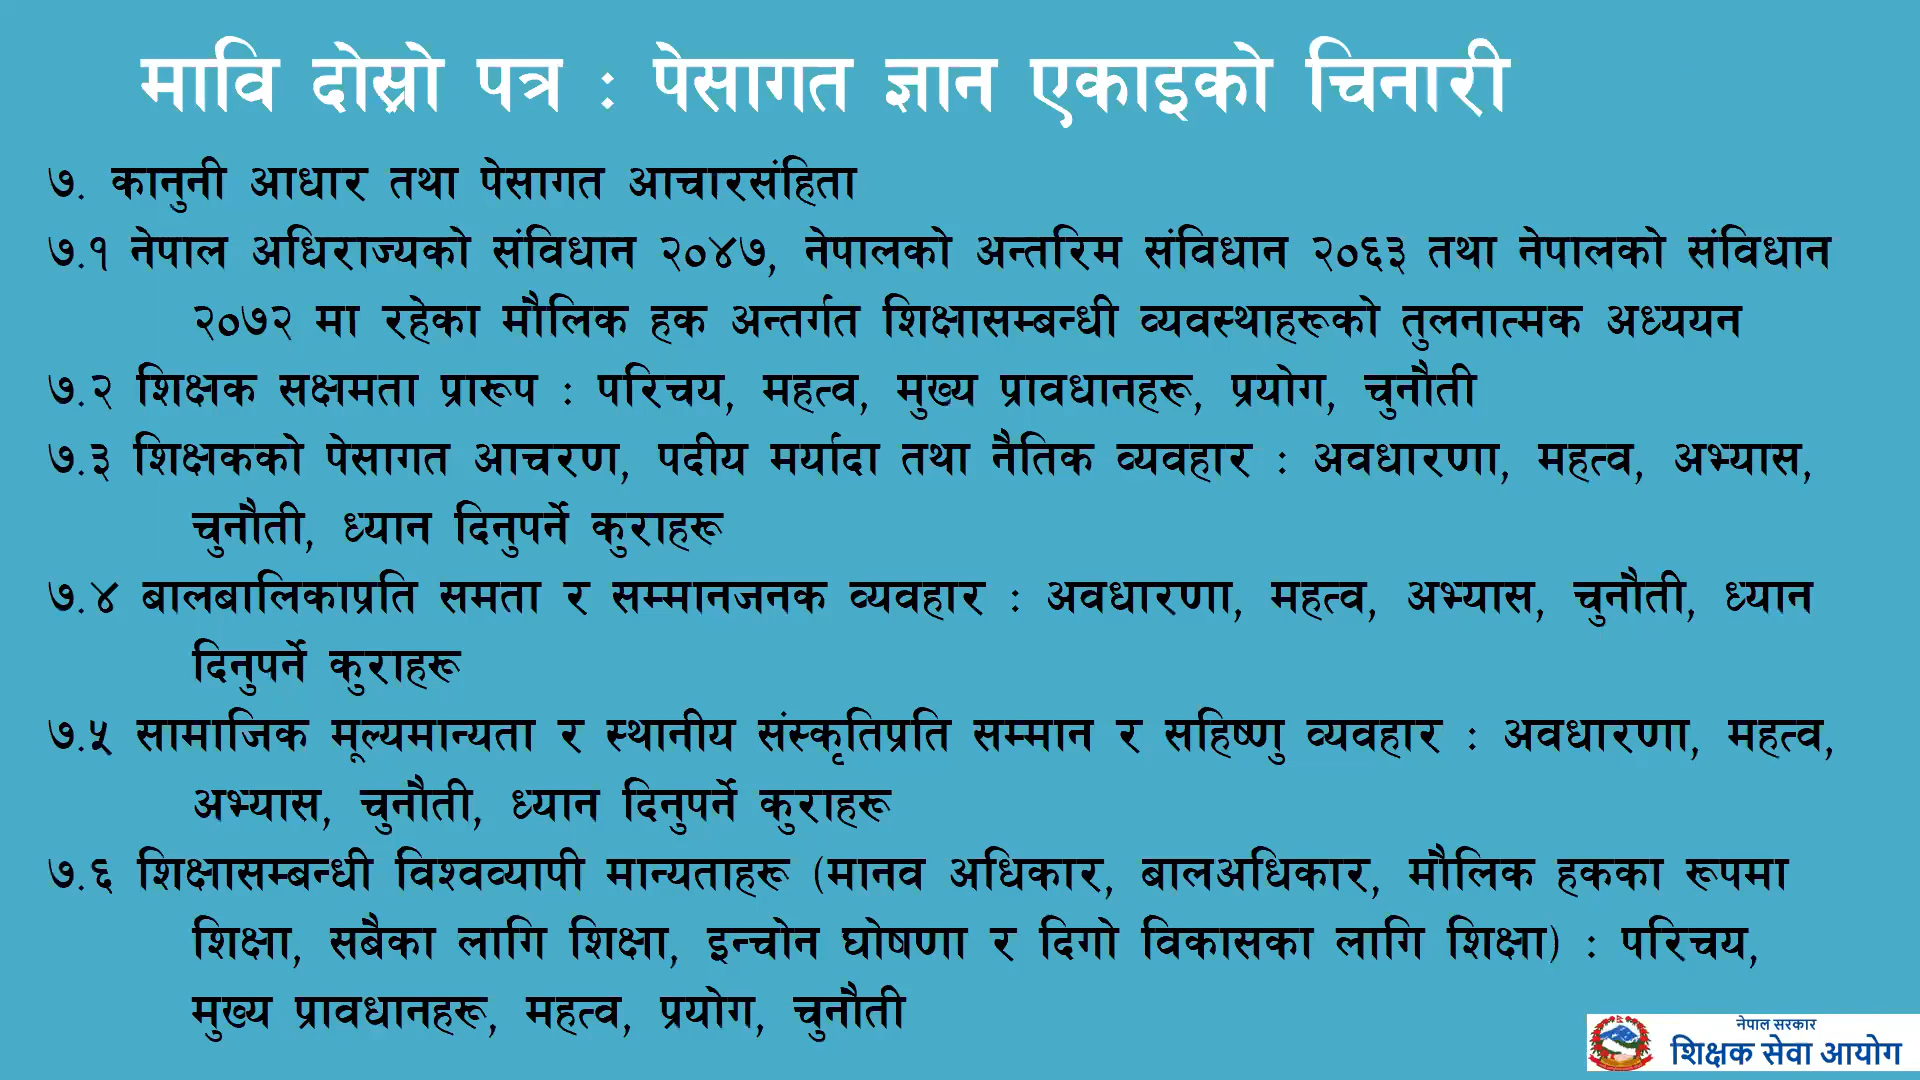 मावि दोस्रो पत्र : पेसागत ज्ञान एकाइको चिनारी
७. कानुनी आधार तथा पेसागत आचारसंहिता
७.१ नेपाल अधिराज्यको संविधान २०४७, नेपालको अन्तरिम संविधान २०६३ तथा नेपालको संविधान
२०७२ मा रहेका मौलिक हक अन्तर्गत शिक्षासम्बन्धी व्यवस्थाहरूको तुलनात्मक अध्ययन
७.२ शिक्षक सक्षमता प्रारूप : परिचय, महत्व, मुख्य प्रावधानहरू, प्रयोग, चुनौती
७.३ शिक्षकको पेसागत आचरण, पदीय मर्यादा तथा नैतिक व्यवहार : अवधारणा, महत्व, अभ्यास,
चुनौती, ध्यान दिनुपर्ने कुराहरू
७.४ बालबालिकाप्रति समता र सम्मानजनक व्यवहार : अवधारणा, महत्व, अभ्यास, चुनौती, ध्यान
दिनुपर्ने कुराहरू
७.५ सामाजिक मूल्यमान्यता र स्थानीय संस्कृतिप्रति सम्मान र सहिष्णु व्यवहार : अवधारणा, महत्व,
अभ्यास, चुनौती, ध्यान दिनुपर्ने कुराहरू
७.६ शिक्षासम्बन्धी विश्वव्यापी मान्यताहरू (मानव अधिकार, बालअधिकार, मौलिक हकका रूपमा
शिक्षा, सबैका लागि शिक्षा, इन्चोन घोषणा र दिगो विकासका लागि शिक्षा) : परिचय,
मुख्य प्रावधानहरू, महत्व, प्रयोग, चुनौती
नेपाल सरकार
शिक्षक सेवा आयोग